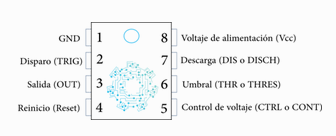 GND 1 8 Voltaje de alimentación (Vcc)
Disparo (TRIG) 2 7 Descarga (DIS o DISCH)
Salida (OUT) 3 6 Umbral (THR o THRES)
Reinicio (Reset) 4 5 Control de voltaje (CTRL o CONT)